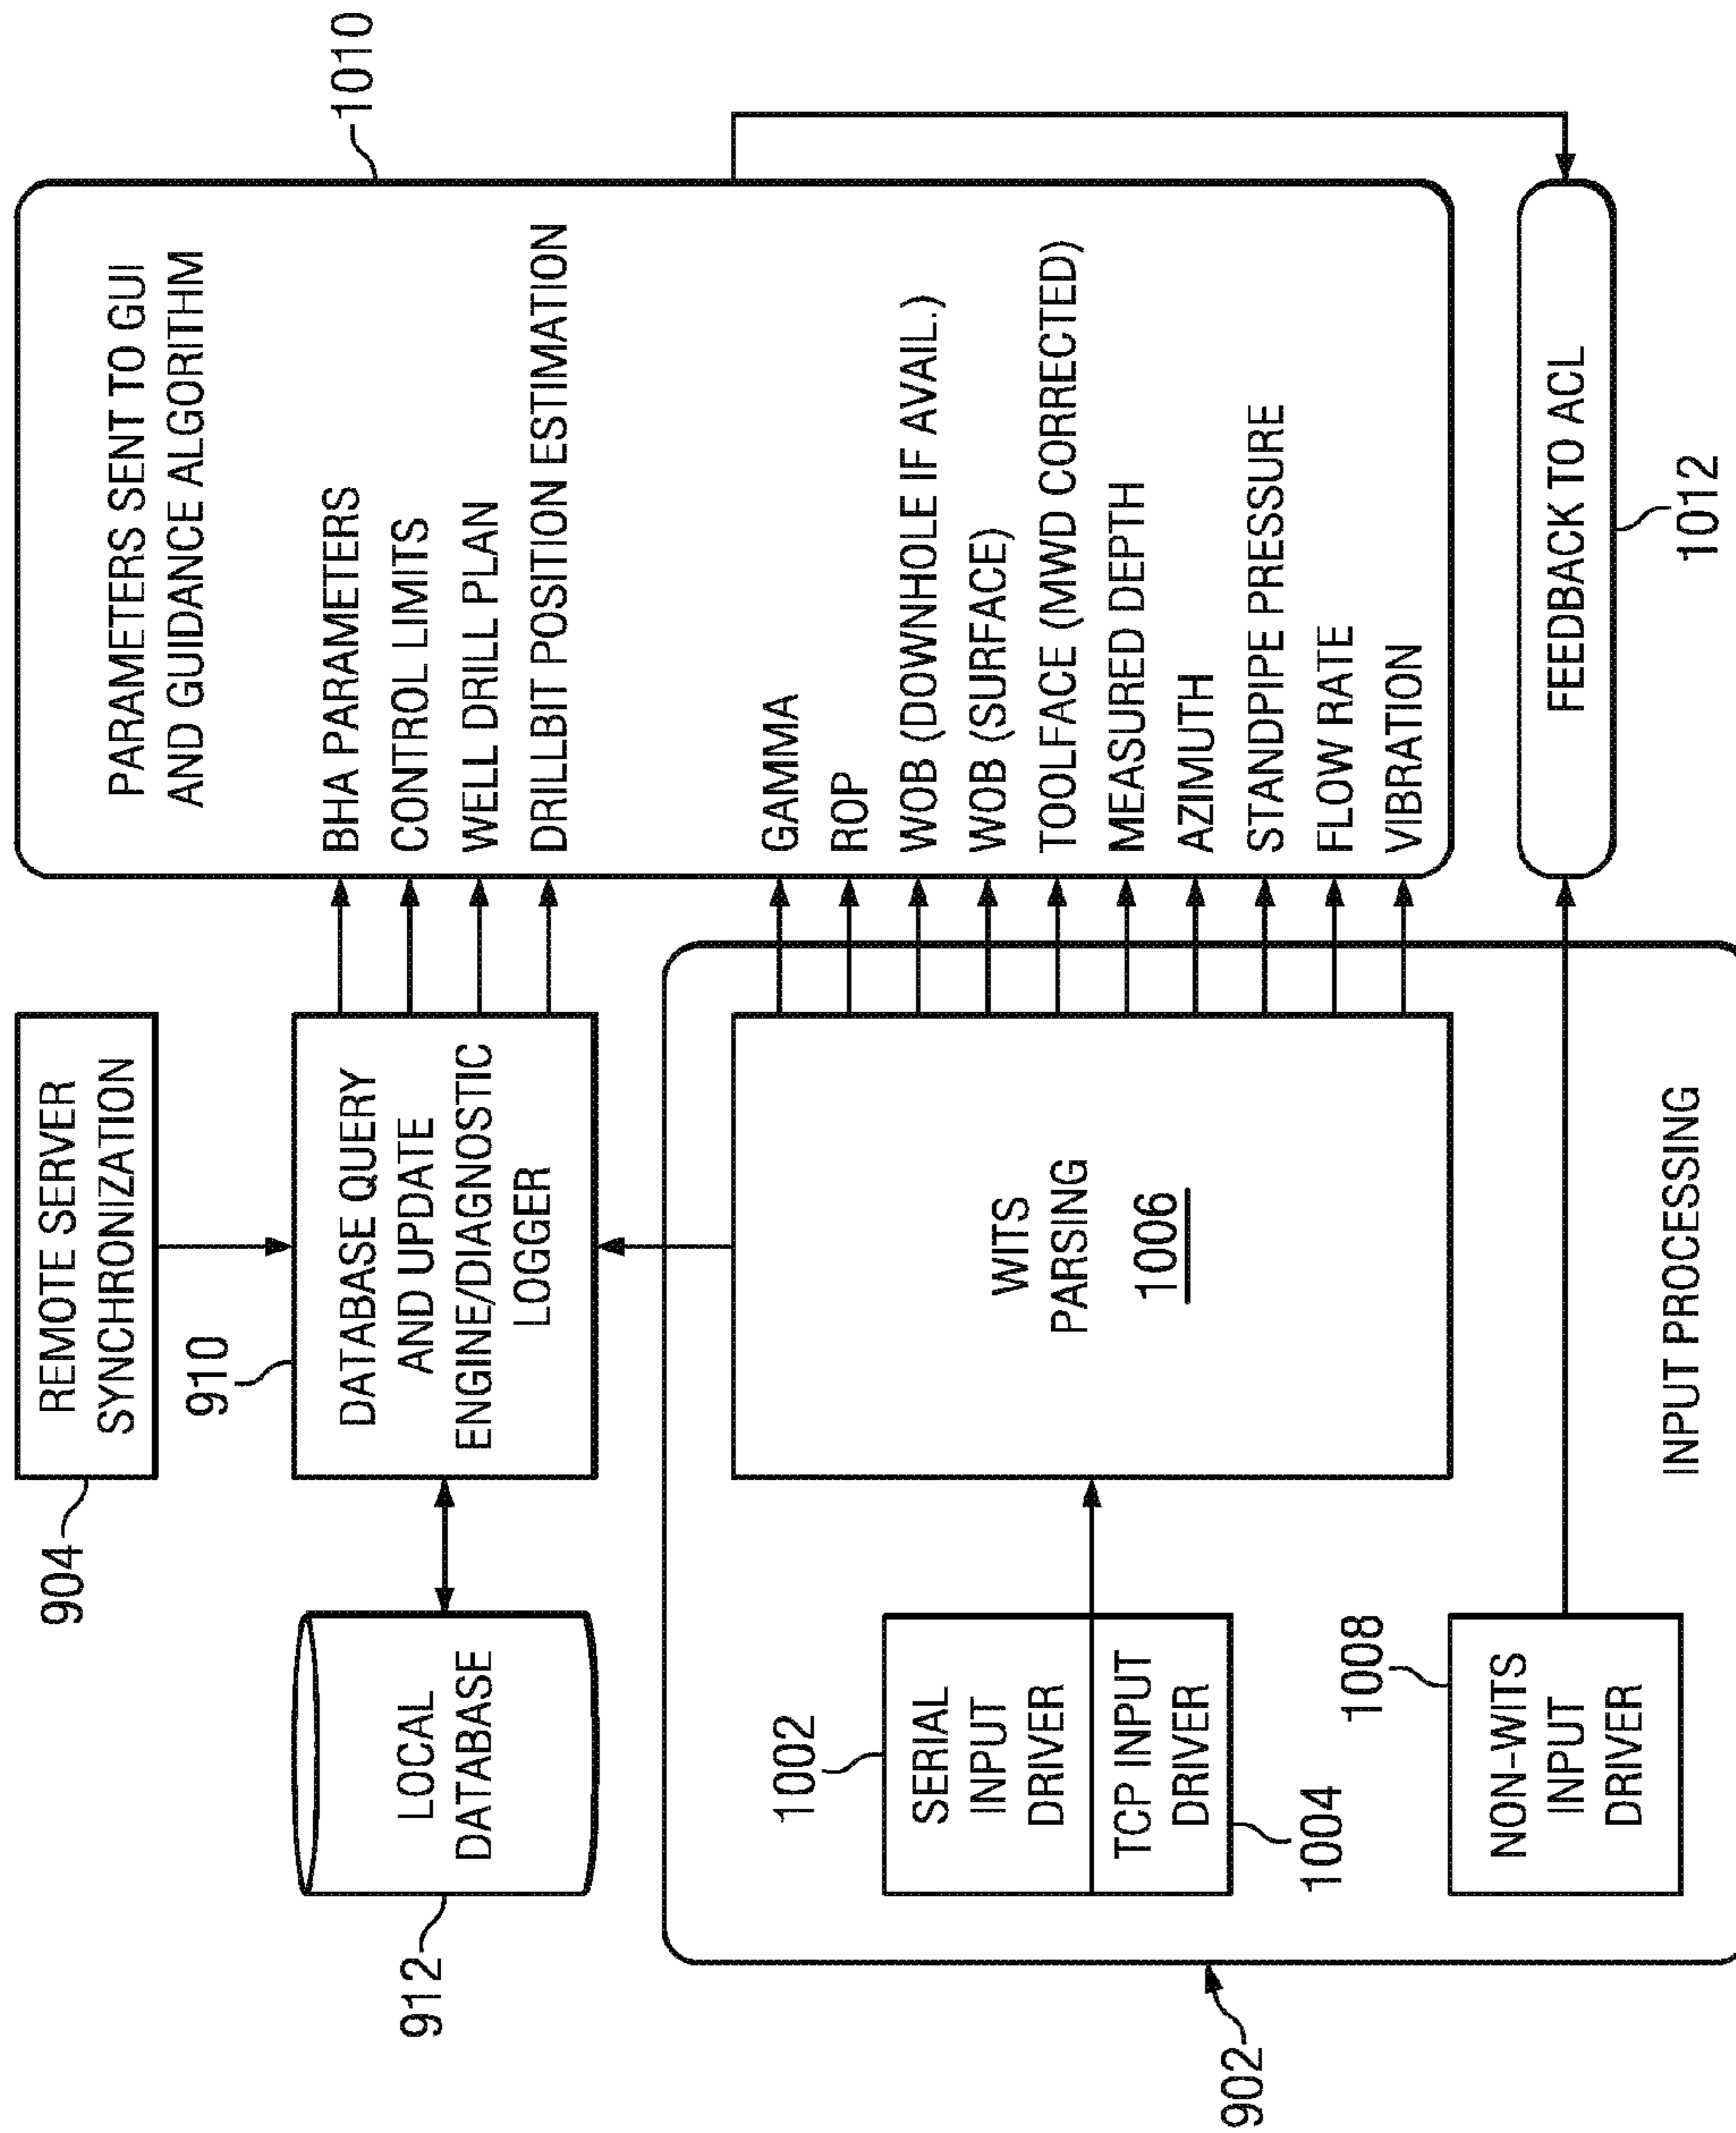 904
REMOTE SERVER
SYNCHRONIZATION
912
LOCAL
DATABASE
910
DATABASE QUERY
AND UPDATE
ENGINE/DIAGNOSTIC
LOGGER
PARAMETERS SENT TO GUI
AND GUIDANCE ALGORITHM
1010
BHA PARAMETERS
CONTROL LIMITS
WELL DRILL PLAN
DRILLBIT POSITION ESTIMATION
GAMMA
ROP
WOB (DOWNHOLE IF AVAIL.)
WOB (SURFACE)
TOOLFACE (MWD CORRECTED)
MEASURED DEPTH
AZIMUTH
STANDPIPE PRESSURE
FLOW RATE
VIBRATION
902
1002
SERIAL
INPUT
DRIVER
TCP INPUT
DRIVER
1004
WITS
PARSING
1006
1008
NON-WITS
INPUT
DRIVER
INPUT PROCESSING
FEEDBACK TO ACL
1012